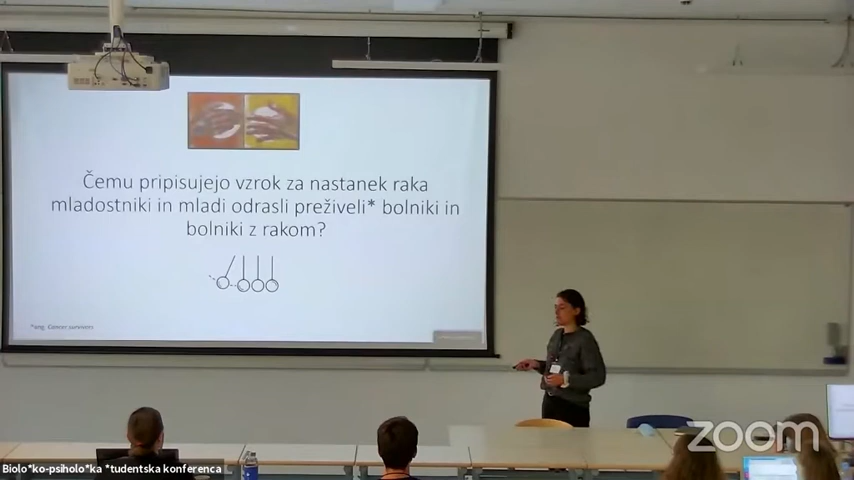 Čemu pripisujejo vzrok za nastanek raka
mladostniki in mladi odrasli preživeli* bolniki in
bolniki z rakom?
*ang. Cancer survivors
zoom
Biolo*ko-psiholo*ka *tudentska konferenca